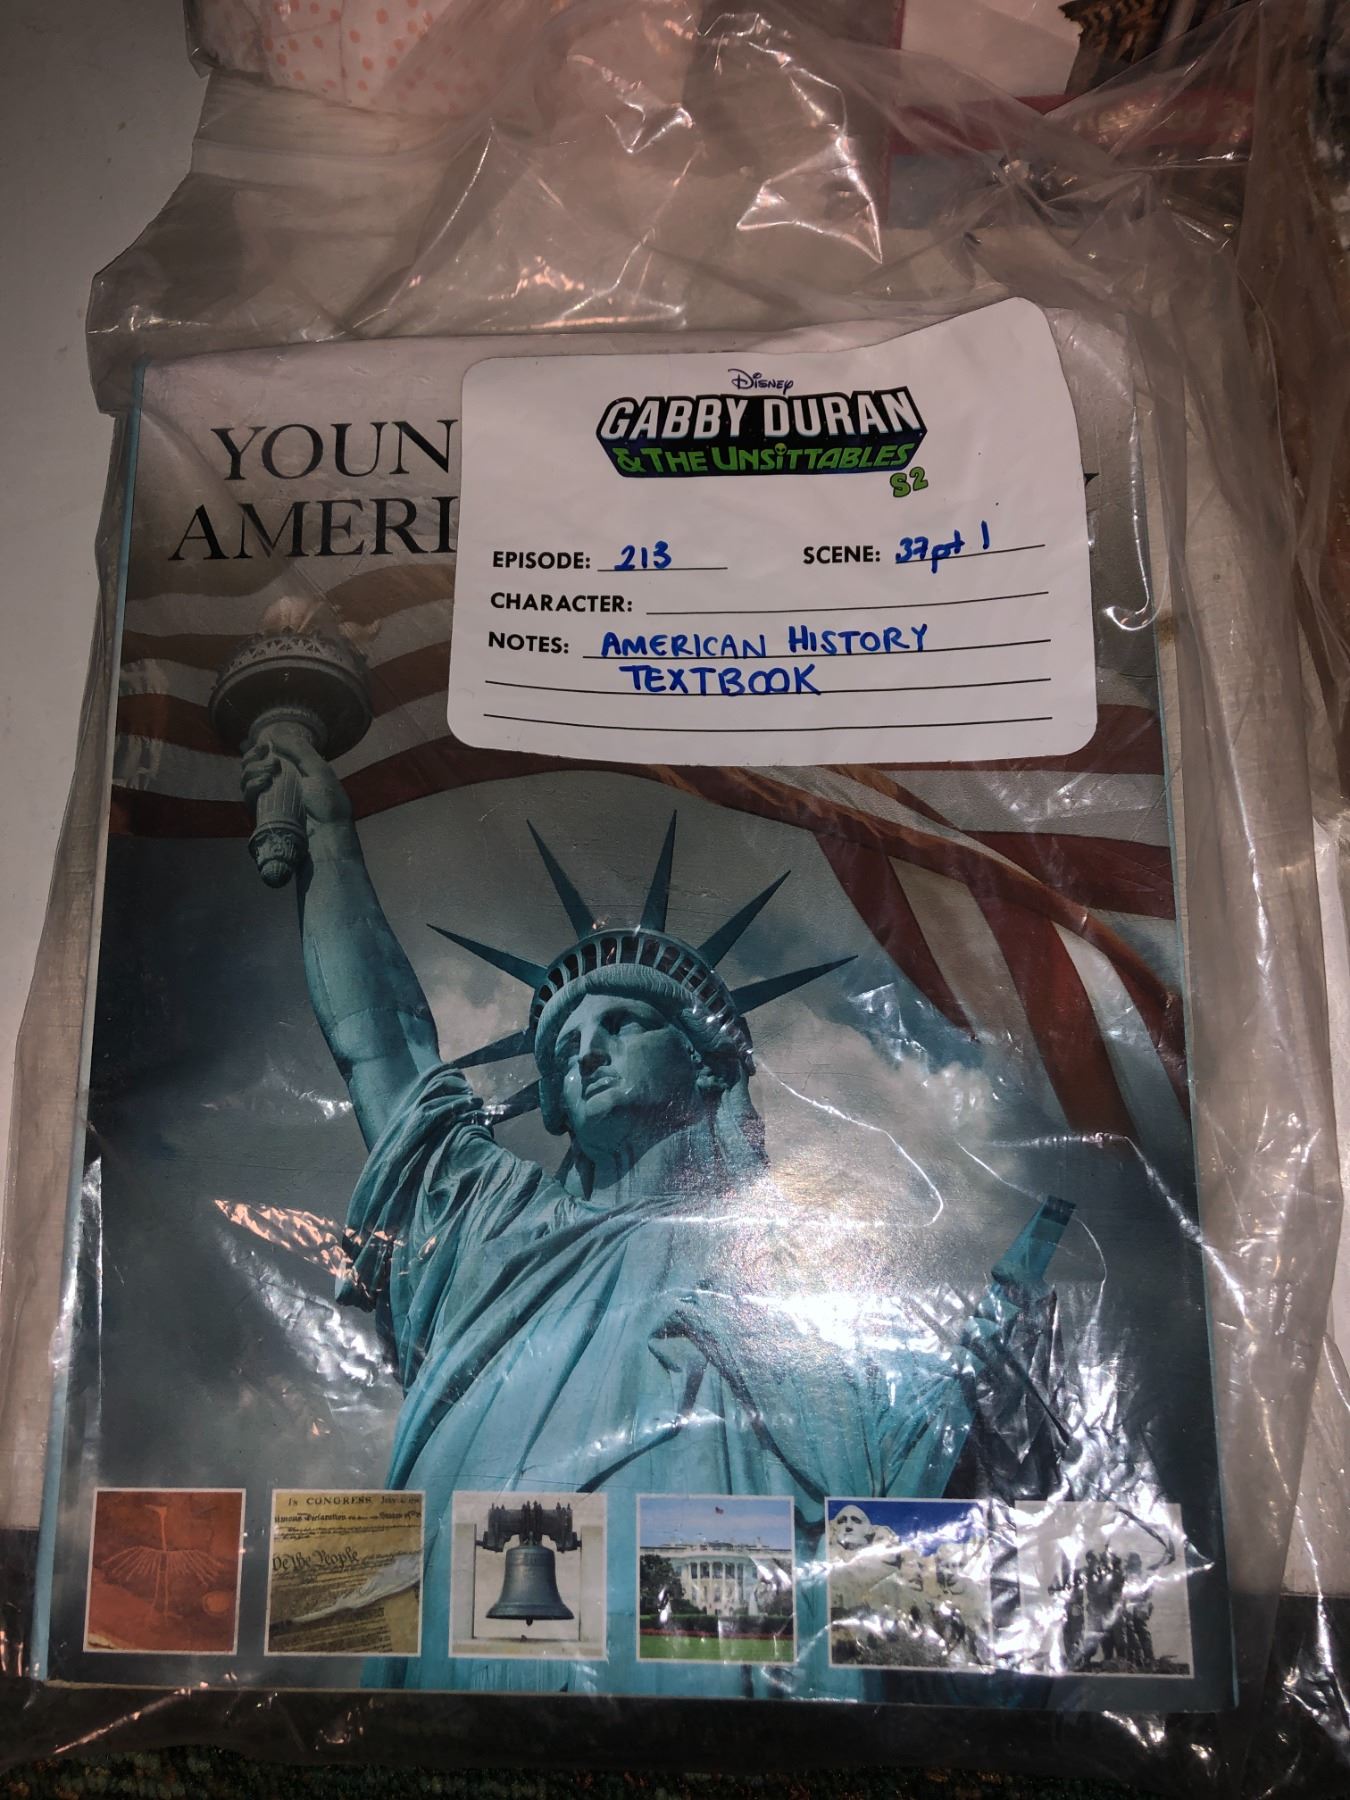 YOUN
AMERI
Disney
GABBY DURAN
& THE UNSITTABLES
S2
EPISODE: 213 SCENE: 37pt 1
CHARACTER:
NOTES: AMERICAN HISTORY
TEXTBOOK
IN CONGRESS
Declaration
We the People